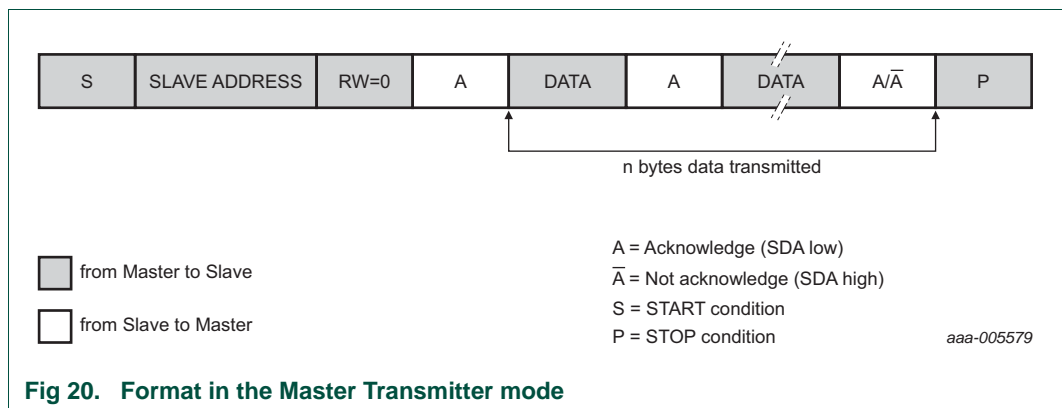 S SLAVE ADDRESS RW=0 A DATA A DATA A/A̅ P
n bytes data transmitted
from Master to Slave
from Slave to Master
A = Acknowledge (SDA low)
A̅ = Not acknowledge (SDA high)
S = START condition
P = STOP condition
aaa-005579
Fig 20. Format in the Master Transmitter mode